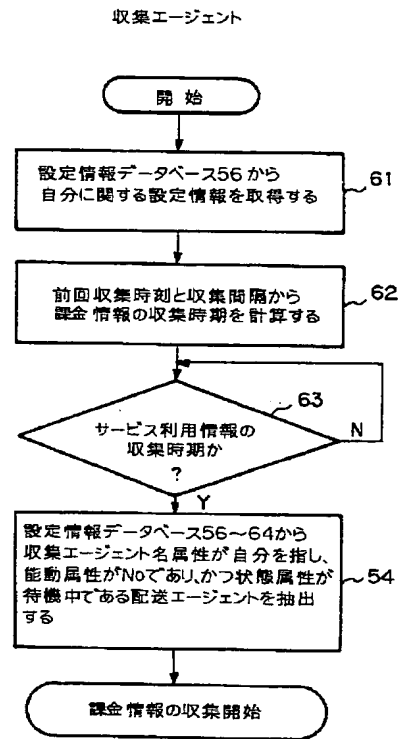 収集エージェント
開始
設定情報データベース56から
自分に関する設定情報を取得する
61
前回収集時刻と収集間隔から
課金情報の収集時期を計算する
62
63
サービス利用情報の
収集時期か
?
N
Y
設定情報データベース56~64から
収集エージェント名属性が自分を指し、
能動属性がNoであり、かつ状態属性が
待機中である配送エージェントを抽出
する
54
課金情報の収集開始